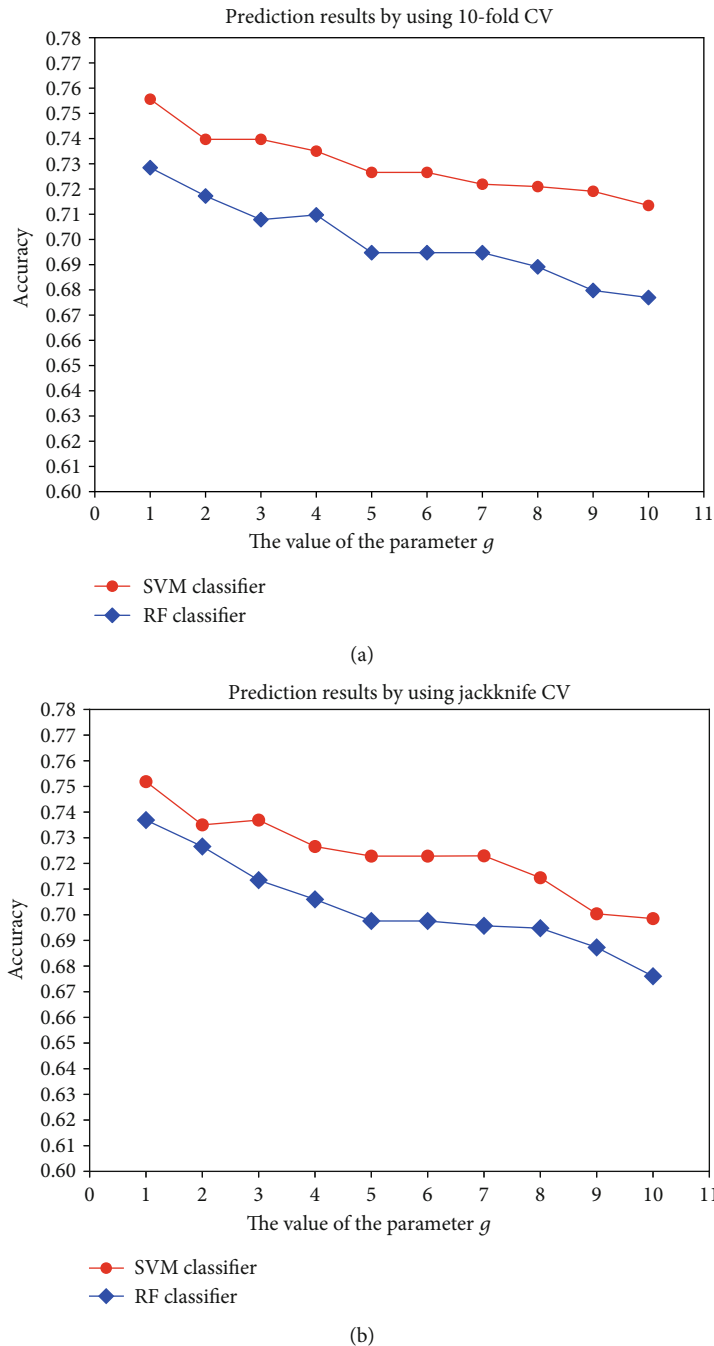 Prediction results by using 10-fold CV
0.78
0.77
0.76
0.75
0.74
0.73
0.72
0.71
0.70
0.69
0.68
0.67
0.66
0.65
0.64
0.63
0.62
0.61
0.60
Accuracy
0 1 2 3 4 5 6 7 8 9 10 11
The value of the parameter g
SVM classifier
RF classifier
(a)
Prediction results by using jackknife CV
0.78
0.77
0.76
0.75
0.74
0.73
0.72
0.71
0.70
0.69
0.68
0.67
0.66
0.65
0.64
0.63
0.62
0.61
0.60
Accuracy
0 1 2 3 4 5 6 7 8 9 10 11
The value of the parameter g
SVM classifier
RF classifier
(b)